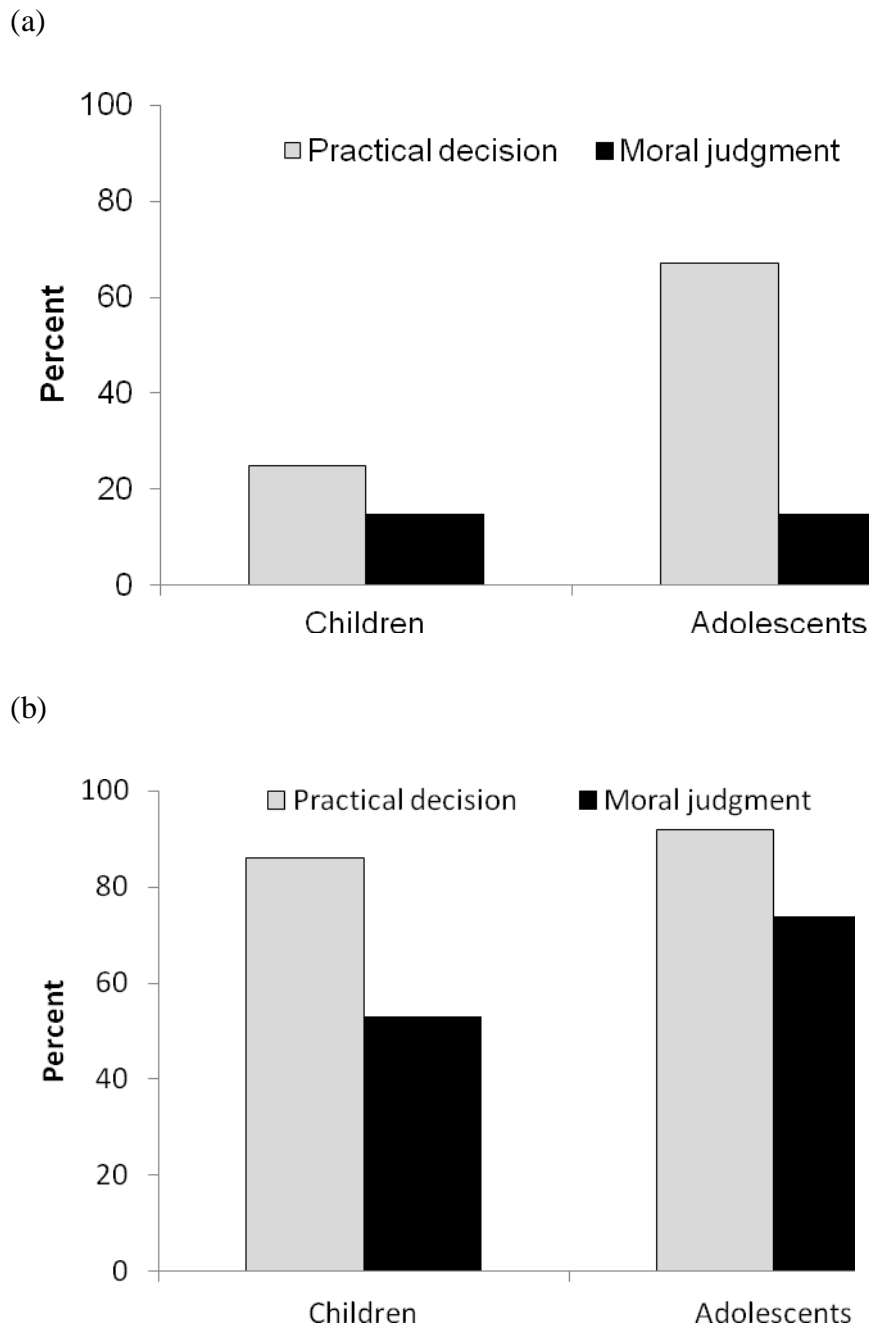 (a)
100
Practical decision Moral judgment
80
60
Percent
40
20
0
Children Adolescents
(b)
100
Practical decision Moral judgment
80
60
Percent
40
20
0
Children Adolescents